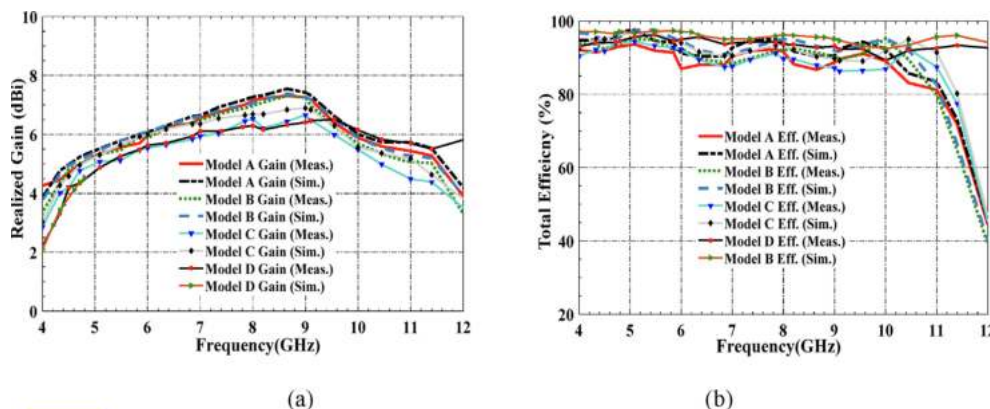 (a)
10
8
6
4
2
0
Realized Gain (dBi)
Model A Gain (Meas.)
Model A Gain (Sim.)
Model B Gain (Meas.)
Model B Gain (Sim.)
Model C Gain (Meas.)
Model C Gain (Sim.)
Model D Gain (Meas.)
Model D Gain (Sim.)
4 5 6 7 8 9 10 11 12
Frequency(GHz)
(a)
(b)
100
80
60
40
20
Total Efficicny (%)
Model A Eff. (Meas.)
Model A Eff. (Sim.)
Model B Eff. (Meas.)
Model B Eff. (Sim.)
Model C Eff. (Meas.)
Model C Eff. (Sim.)
Model D Eff. (Meas.)
Model B Eff. (Sim.)
4 5 6 7 8 9 10 11 12
Frequency(GHz)
(b)